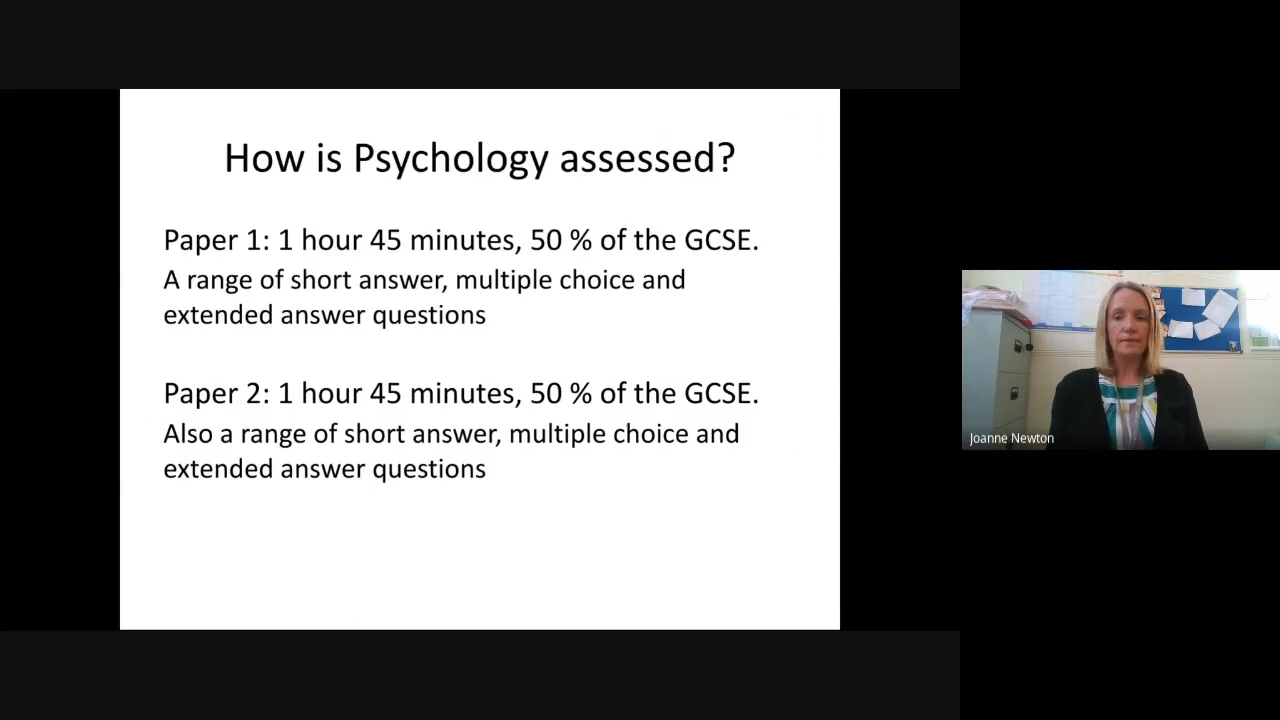 How is Psychology assessed?
Paper 1: 1 hour 45 minutes, 50 % of the GCSE.
A range of short answer, multiple choice and
extended answer questions
Paper 2: 1 hour 45 minutes, 50 % of the GCSE.
Also a range of short answer, multiple choice and
extended answer questions
Joanne Newton